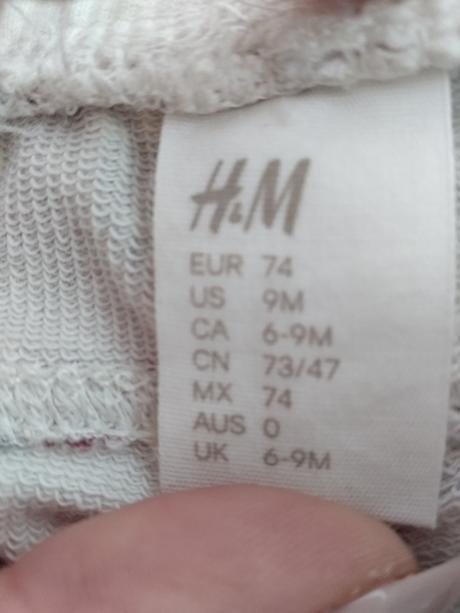 H&M
EUR 74
US 9M
CA 6-9M
CN 73/47
MX 74
AUS 0
UK 6-9M